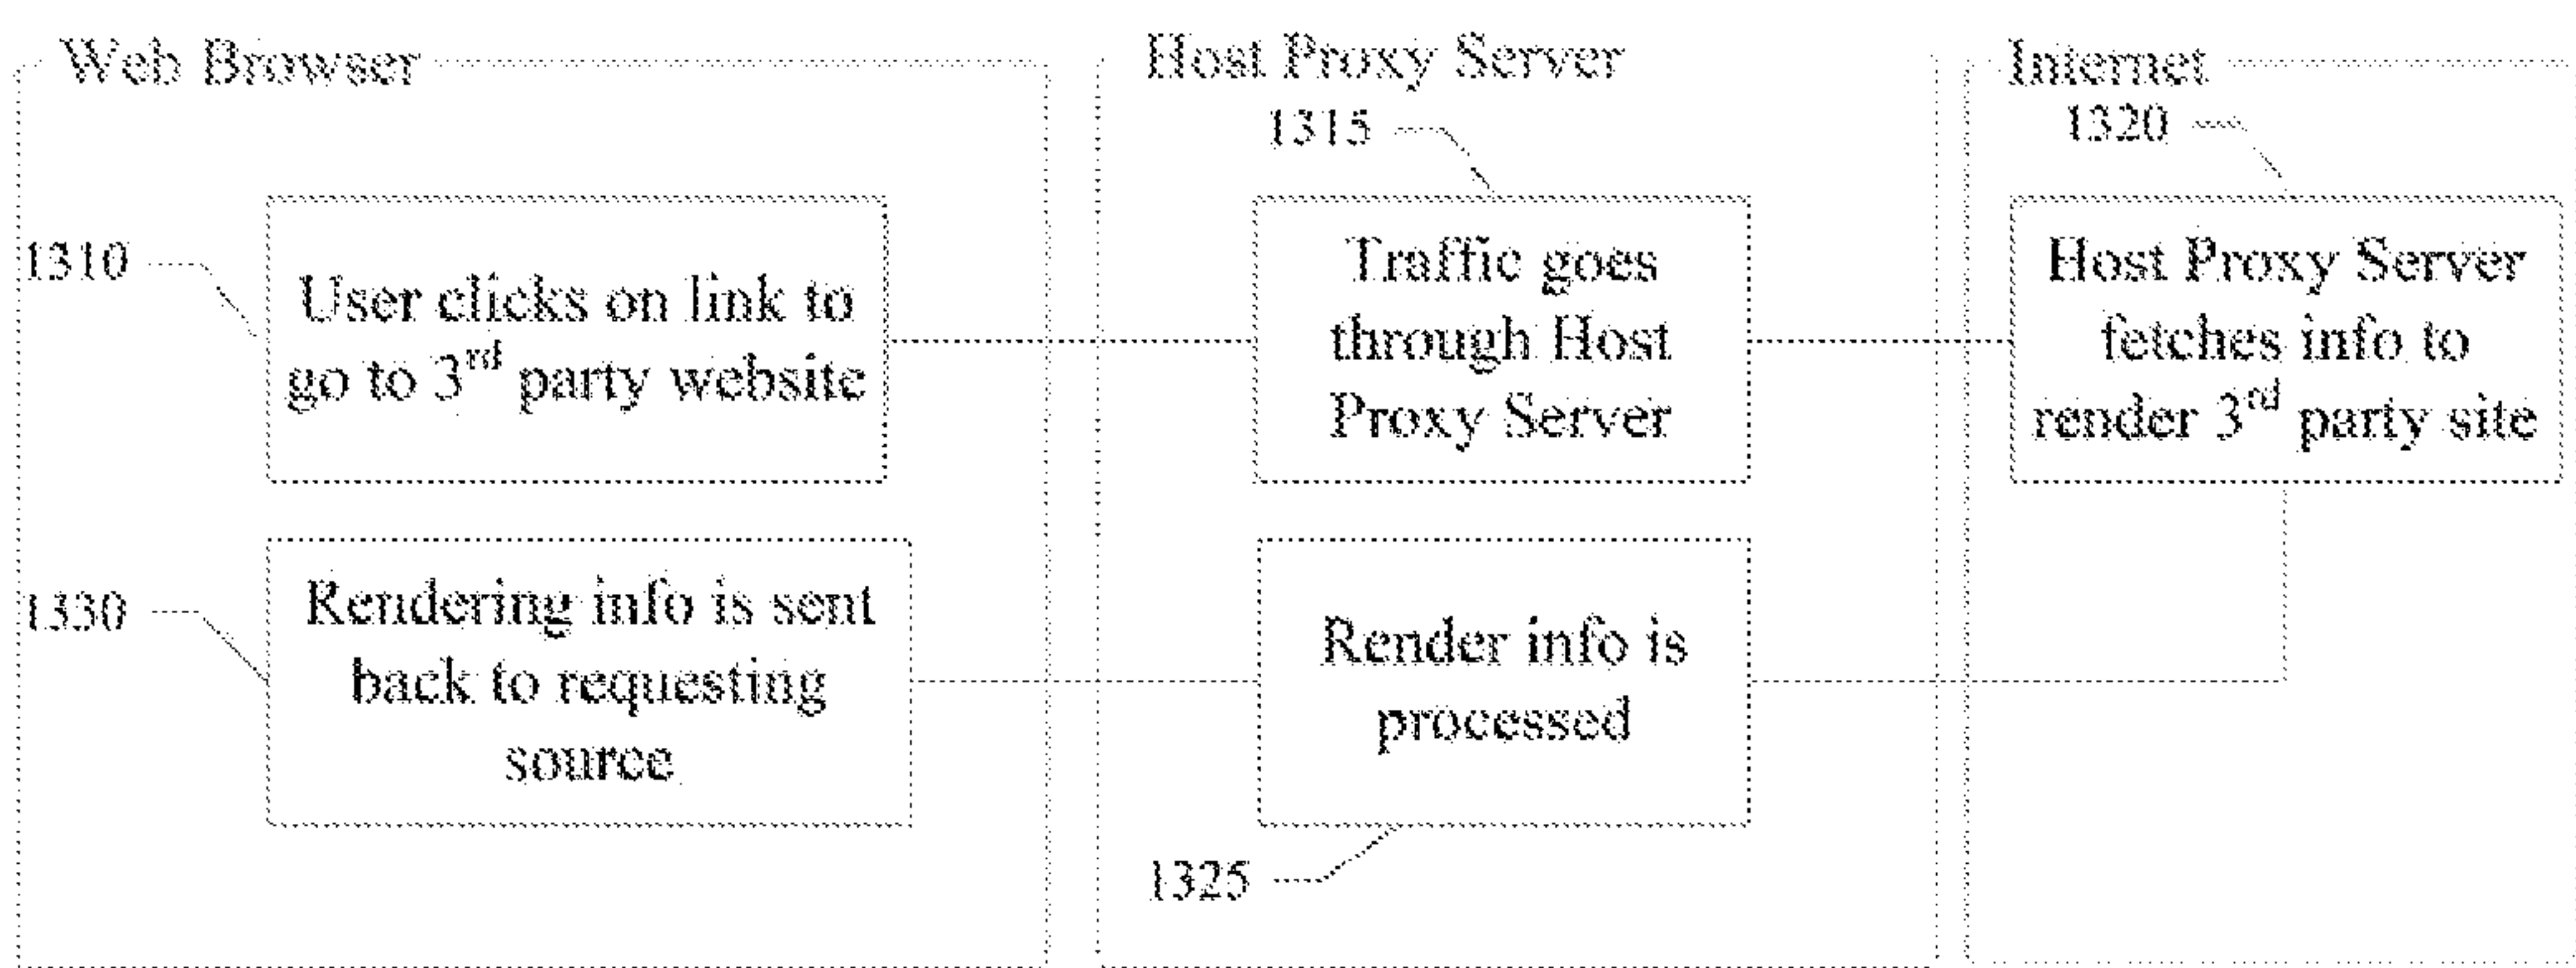 Web Browser
Host Proxy Server
Internet
1310
User clicks on link to
go to 3rd party website
1315
Traffic goes
through Host
Proxy Server
1320
Host Proxy Server
fetches info to
render 3rd party site
1330
Rendering info is sent
back to requesting
source
Render info is
processed
1325